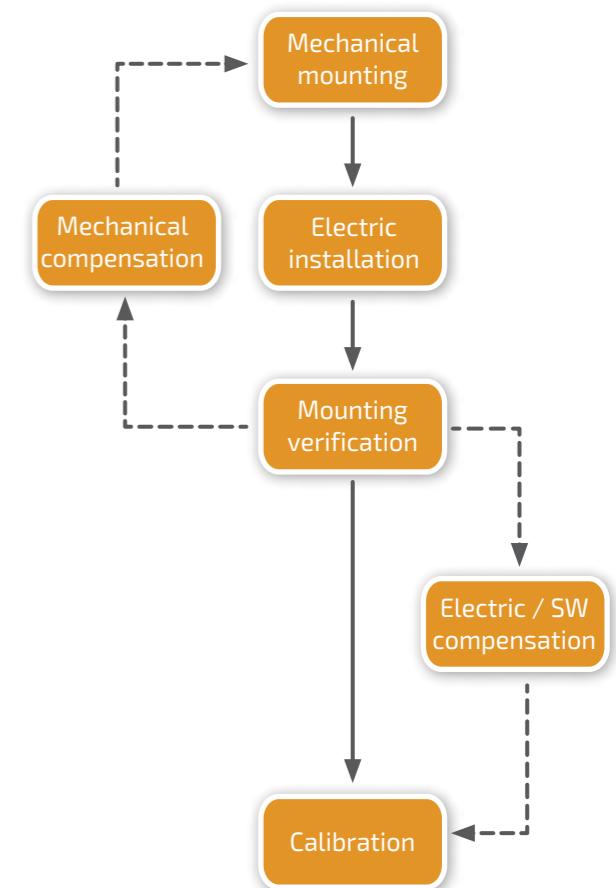 Mechanical
mounting
Mechanical
compensation
Electric
installation
Mounting
verification
Electric / SW
compensation
Calibration